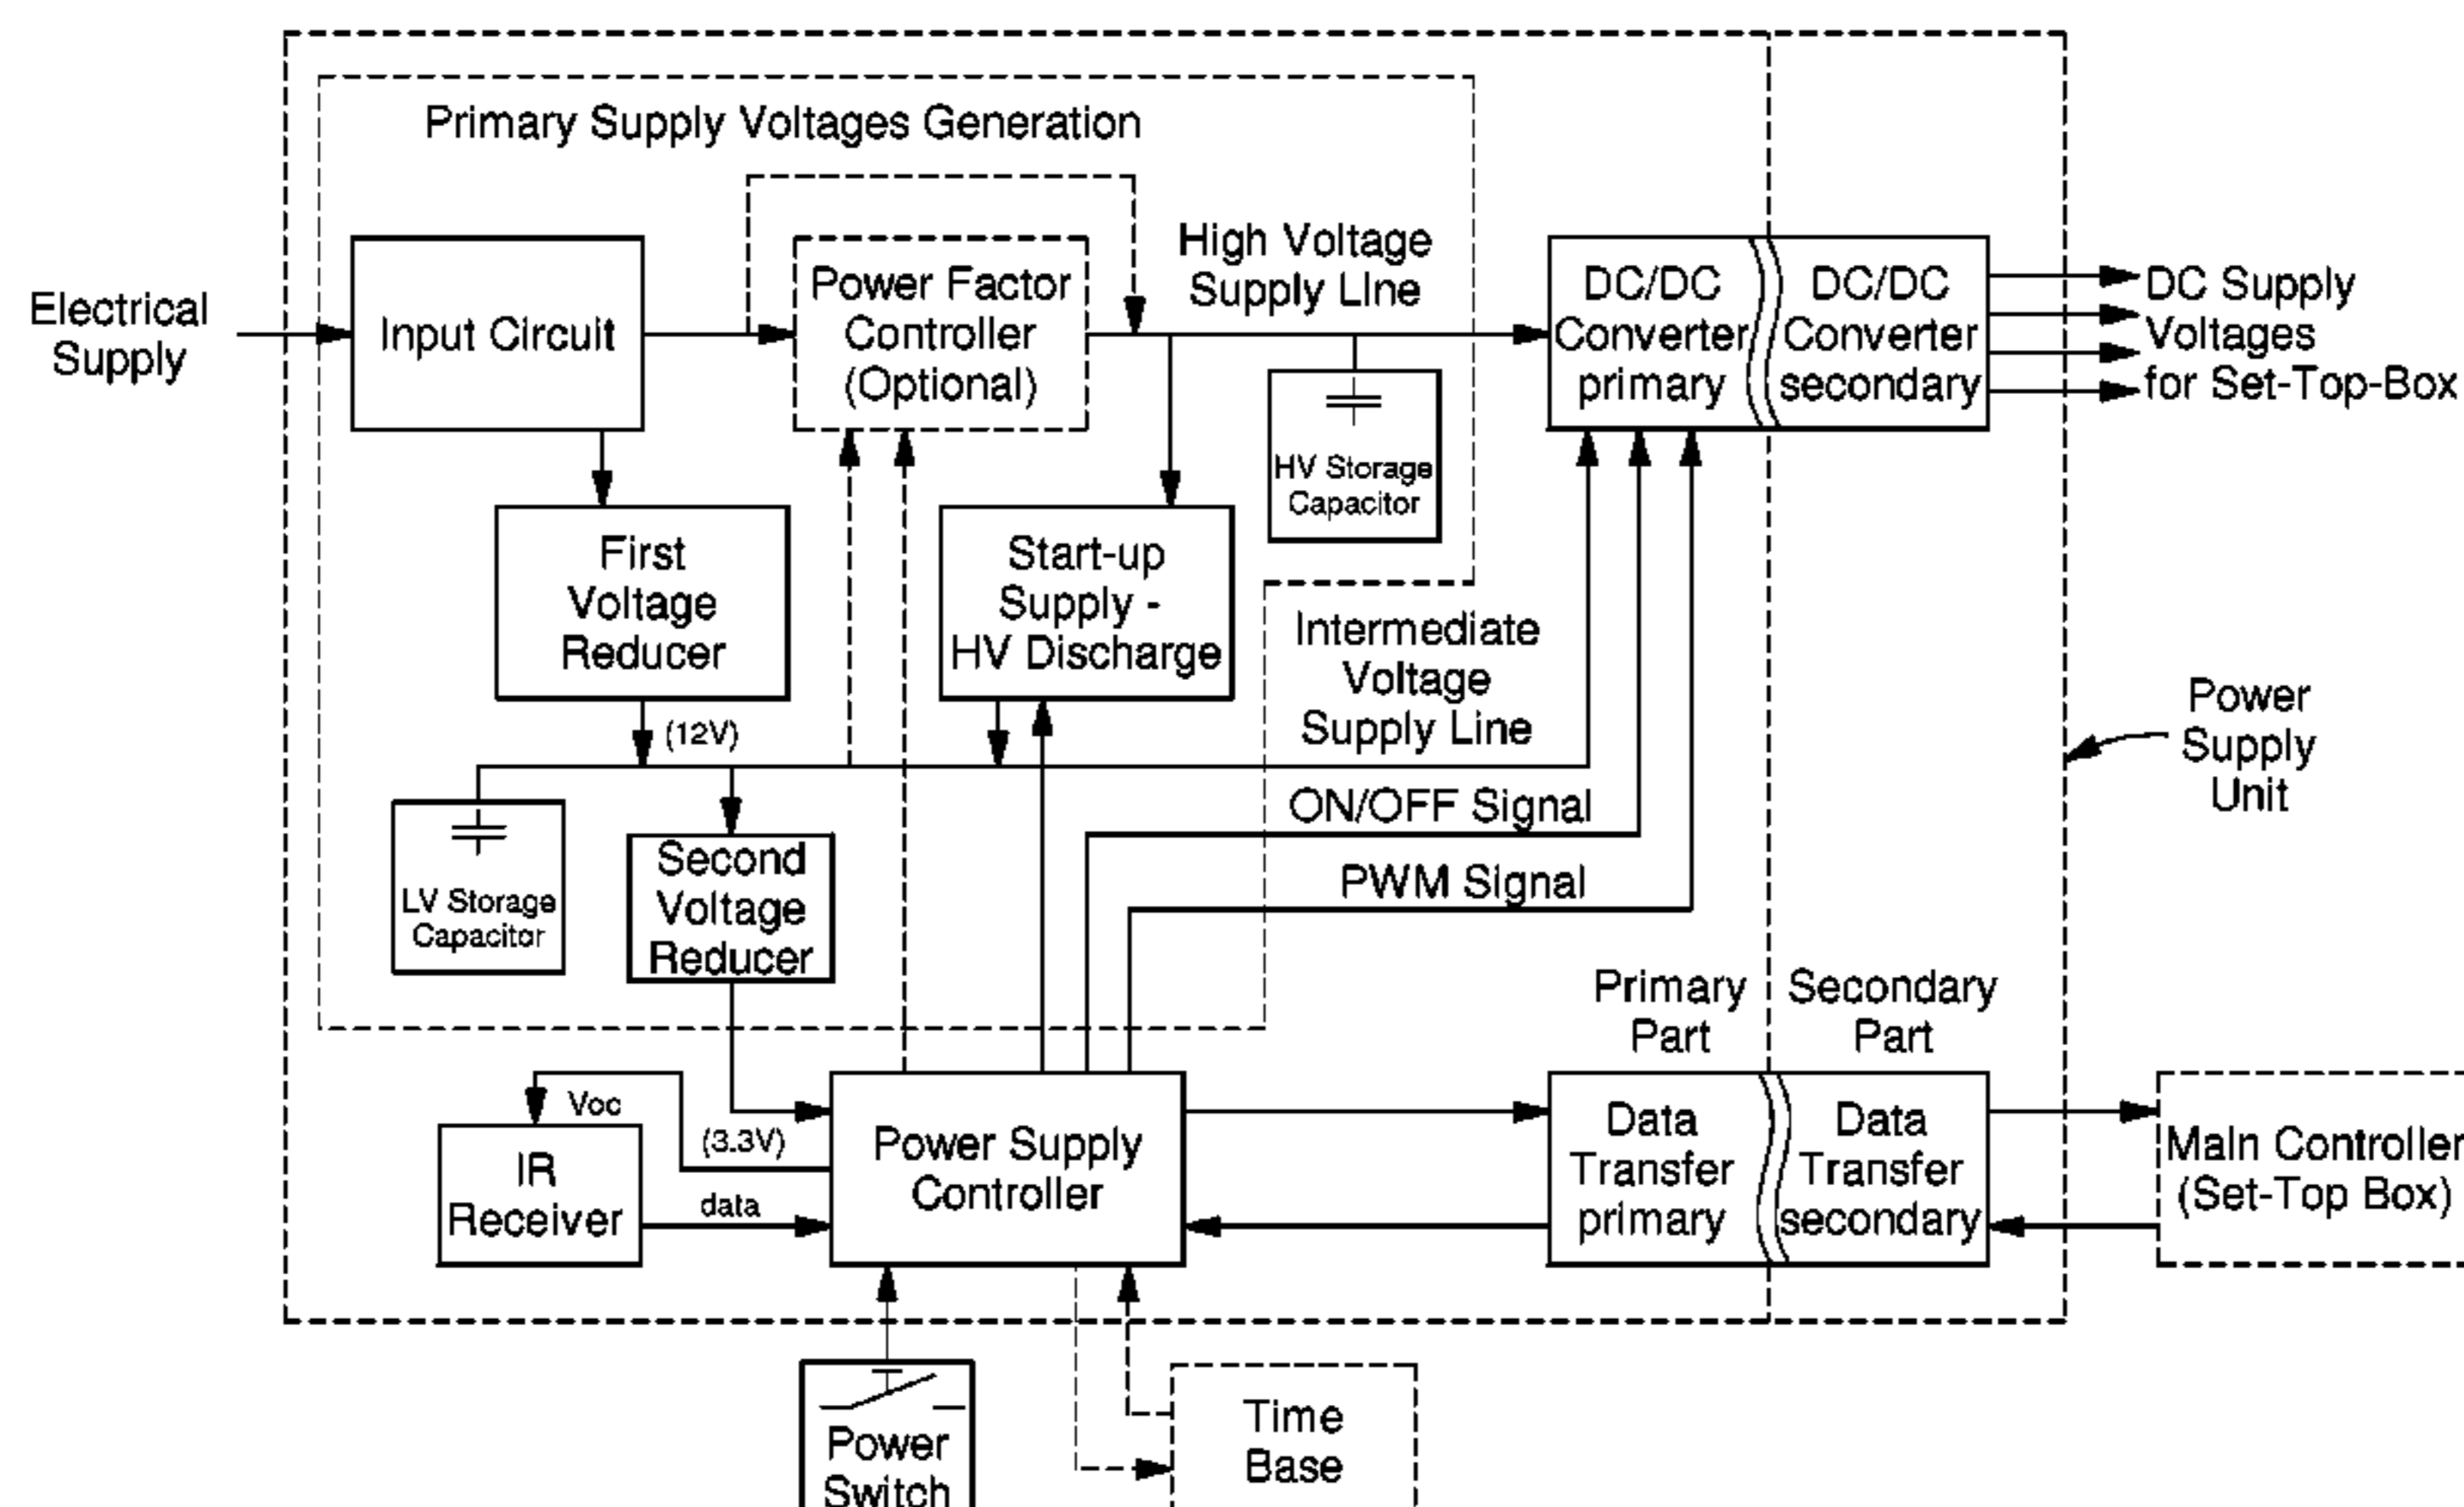 Primary Supply Voltages Generation
Electrical
Supply
Input Circuit
Power Factor
Controller
(Optional)
High Voltage
Supply Line
HV Storage
Capacitor
DC/DC
Converter
primary
DC/DC
Converter
secondary
DC Supply
Voltages
for Set-Top-Box
First
Voltage
Reducer
Start-up
Supply -
HV Discharge
Intermediate
Voltage
Supply Line
(12V)
LV Storage
Capacitor
Second
Voltage
Reducer
ON/OFF Signal
PWM Signal
Power
Supply
Unit
Primary
Part
Secondary
Part
Vcc
(3.3V)
IR
Receiver
data
Power Supply
Controller
Data
Transfer
primary
Data
Transfer
secondary
Main Controller
(Set-Top Box)
Power
Switch
Time
Base